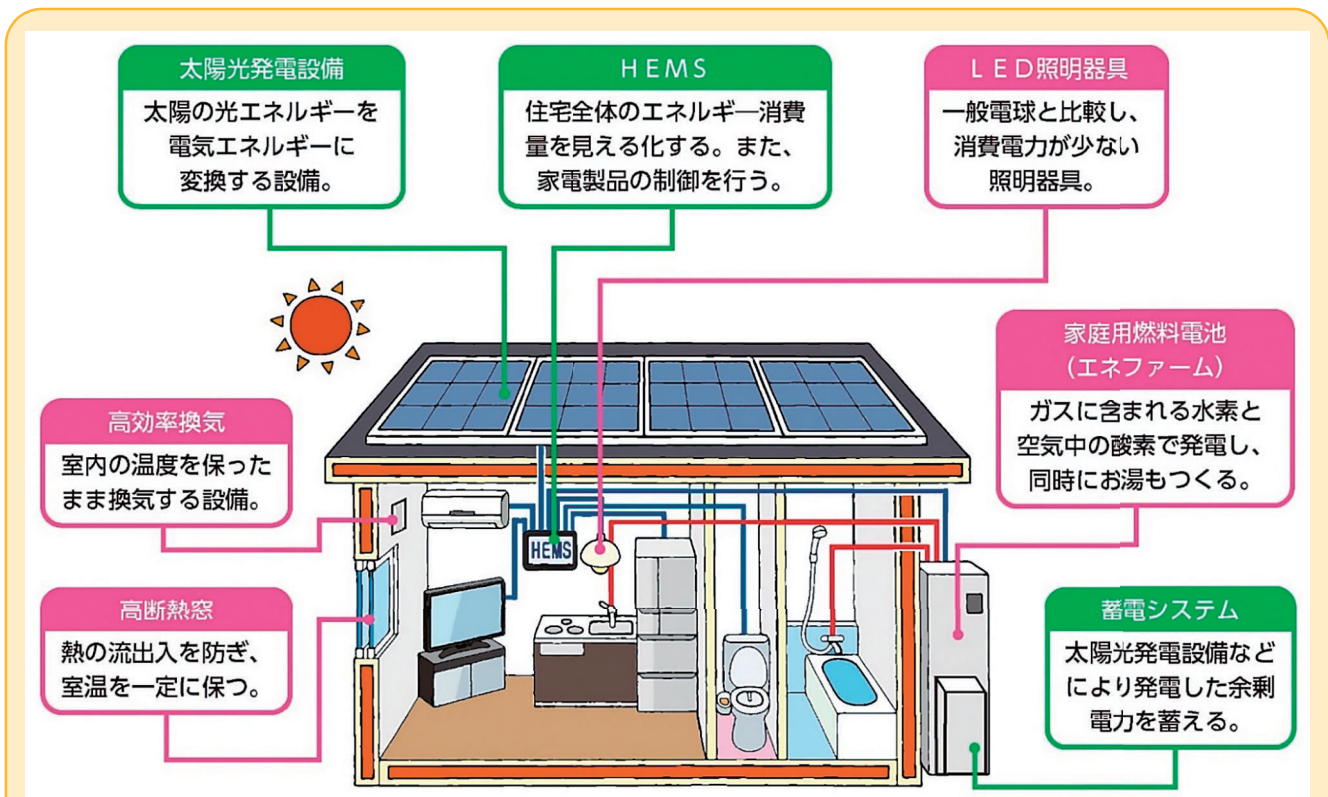 太陽光発電設備
太陽の光エネルギーを
電気エネルギーに
変換する設備。
ＨＥＭＳ
住宅全体のエネルギ―消費
量を見える化する。また、
家電製品の制御を行う。
ＬＥＤ照明器具
一般電球と比較し、
消費電力が少ない
照明器具。
家庭用燃料電池
(エネファーム)
ガスに含まれる水素と
空気中の酸素で発電し、
同時にお湯もつくる。
高効率換気
室内の温度を保った
まま換気する設備。
HEMS
高断熱窓
熱の流出入を防ぎ、
室温を一定に保つ。
蓄電システム
太陽光発電設備など
により発電した余剰
電力を蓄える。